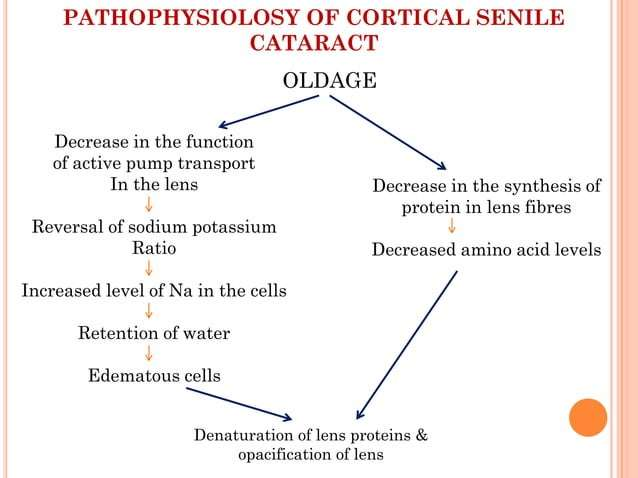 PATHOPHYSIOLOSY OF CORTICAL SENILE
CATARACT
OLDAGE
Decrease in the function
of active pump transport
In the lens
Reversal of sodium potassium
Ratio
Increased level of Na in the cells
Retention of water
Edematous cells
Decrease in the synthesis of
protein in lens fibres
Decreased amino acid levels
Denaturation of lens proteins &
opacification of lens